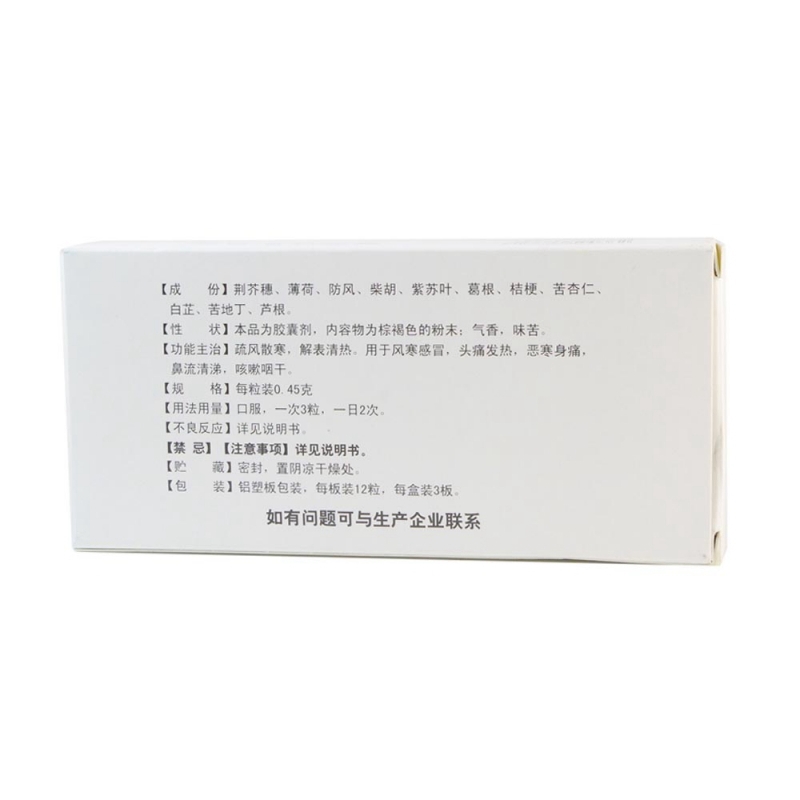 【成　份】荆芥穗、薄荷、防风、柴胡、紫苏叶、葛根、桔梗、苦杏仁、
白芷、苦地丁、芦根。
【性　状】本品为胶囊剂，内容物为棕褐色的粉末；气香，味苦。
【功能主治】疏风散寒，解表清热。用于风寒感冒，头痛发热，恶寒身痛，
鼻流清涕，咳嗽咽干。
【规　格】每粒装0.45克
【用法用量】口服，一次3粒，一日2次。
【不良反应】详见说明书。
【禁 忌】【注意事项】详见说明书。
【贮　藏】密封，置阴凉干燥处。
【包　装】铝塑板包装，每板装12粒，每盒装3板。
如有问题可与生产企业联系